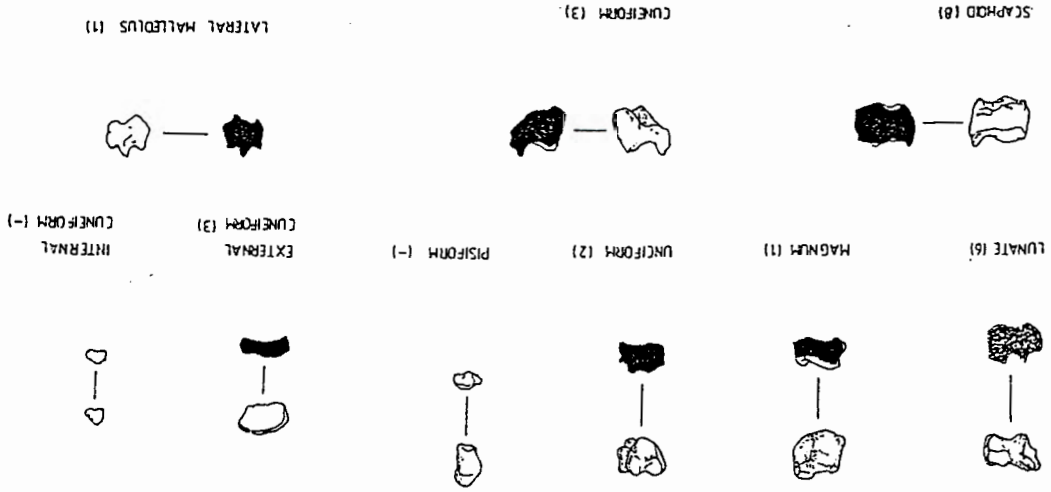 LUNATE (6)
MAGNUM (1)
UNCIFORM (2)
PISIFORM (-)
EXTERNAL
CUNEIFORM (3)
INTERNAL
CUNEIFORM (-)
SCAPHOID (8)
CUNEIFORM (3)
LATERAL MALLEOLUS (1)